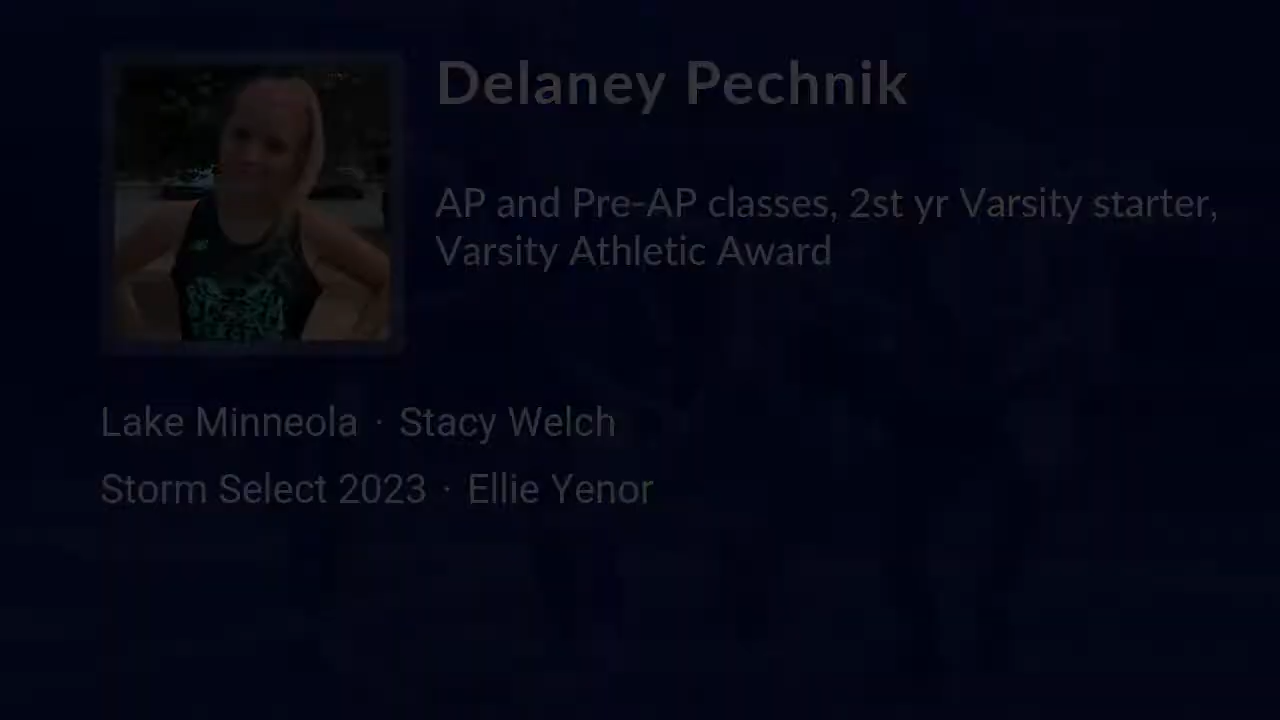 Delaney Pechnik
AP and Pre-AP classes, 2st yr Varsity starter,
Varsity Athletic Award
Lake Minneola · Stacy Welch
Storm Select 2023 · Ellie Yenor